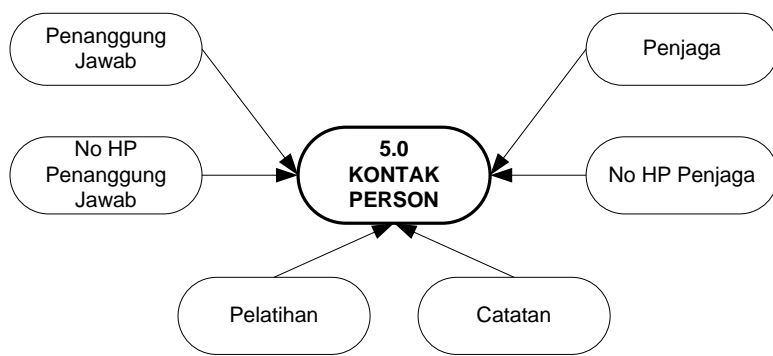 Penanggung
Jawab
Penjaga
5.0
KONTAK
PERSON
No HP
Penanggung
Jawab
No HP Penjaga
Pelatihan
Catatan